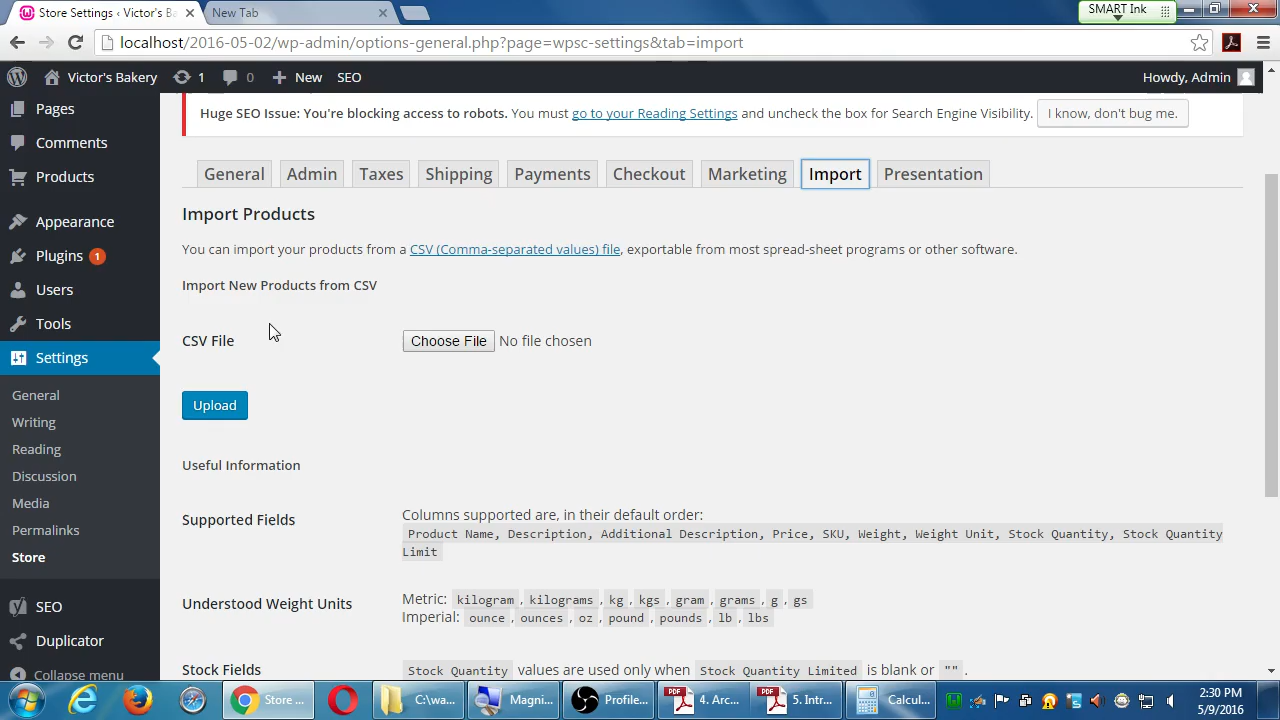 Store Settings ‹ Victor's Ba
New Tab
SMART Ink
localhost/2016-05-02/wp-admin/options-general.php?page=wpsc-settings&tab=import
Victor's Bakery
1
0
New
SEO
Howdy, Admin
Pages
Comments
Products
Appearance
Plugins 1
Users
Tools
Settings
General
Writing
Reading
Discussion
Media
Permalinks
Store
SEO
Duplicator
Collapse menu
Huge SEO Issue: You're blocking access to robots. You must go to your Reading Settings and uncheck the box for Search Engine Visibility. I know, don't bug me.
General Admin Taxes Shipping Payments Checkout Marketing Import Presentation
Import Products
You can import your products from a CSV (Comma-separated values) file, exportable from most spread-sheet programs or other software.
Import New Products from CSV
CSV File Choose File No file chosen
Upload
Useful Information
Supported Fields
Columns supported are, in their default order:
Product Name, Description, Additional Description, Price, SKU, Weight, Weight Unit, Stock Quantity, Stock Quantity
Limit
Understood Weight Units
Metric: kilogram , kilograms , kg , kgs , gram , grams , g , gs
Imperial: ounce , ounces , oz , pound , pounds , lb , lbs
Stock Fields
Stock Quantity values are used only when Stock Quantity Limited is blank or "" .
Store ...
C:\wa...
Magni...
Profile...
PDF 4. Arc...
PDF 5. Intr...
Calcul...
2:30 PM
5/9/2016